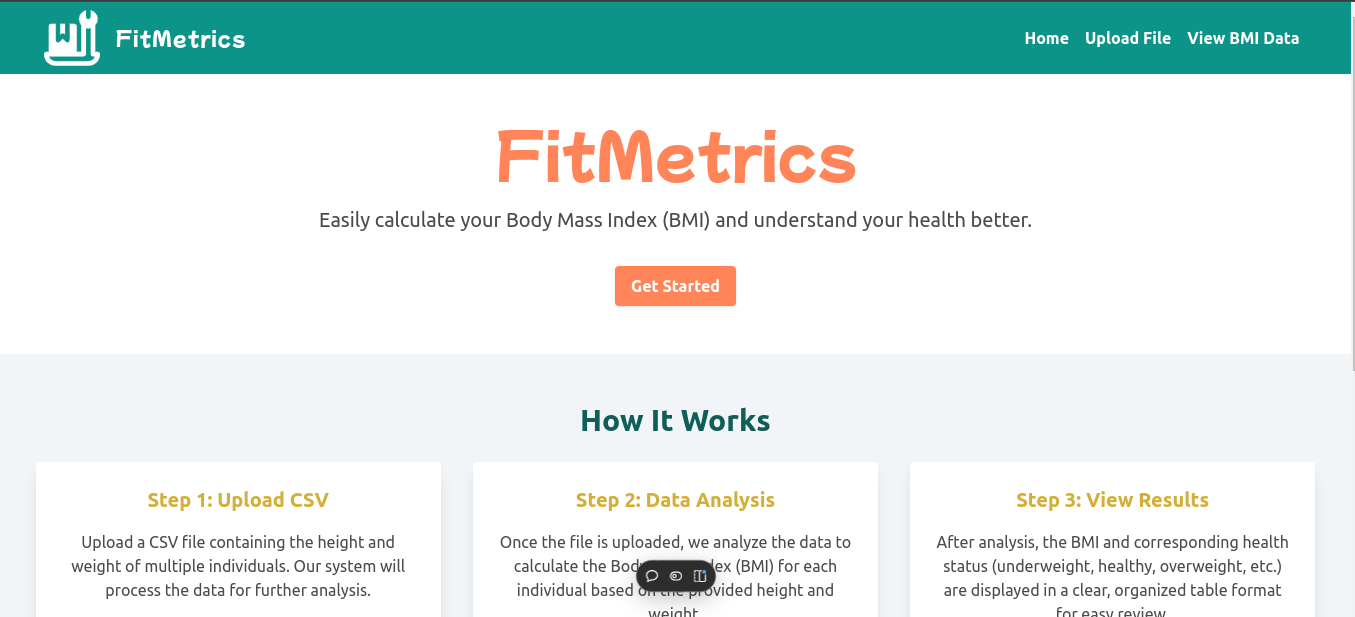 FitMetrics
Home Upload File View BMI Data
FitMetrics
Easily calculate your Body Mass Index (BMI) and understand your health better.
Get Started
How It Works
Step 1: Upload CSV
Upload a CSV file containing the height and
weight of multiple individuals. Our system will
process the data for further analysis.
Step 2: Data Analysis
Once the file is uploaded, we analyze the data to
calculate the (BMI) for each
individual based on the provided height and
weight.
Step 3: View Results
After analysis, the BMI and corresponding health
status (underweight, healthy, overweight, etc.)
are displayed in a clear, organized table format
for easy review.